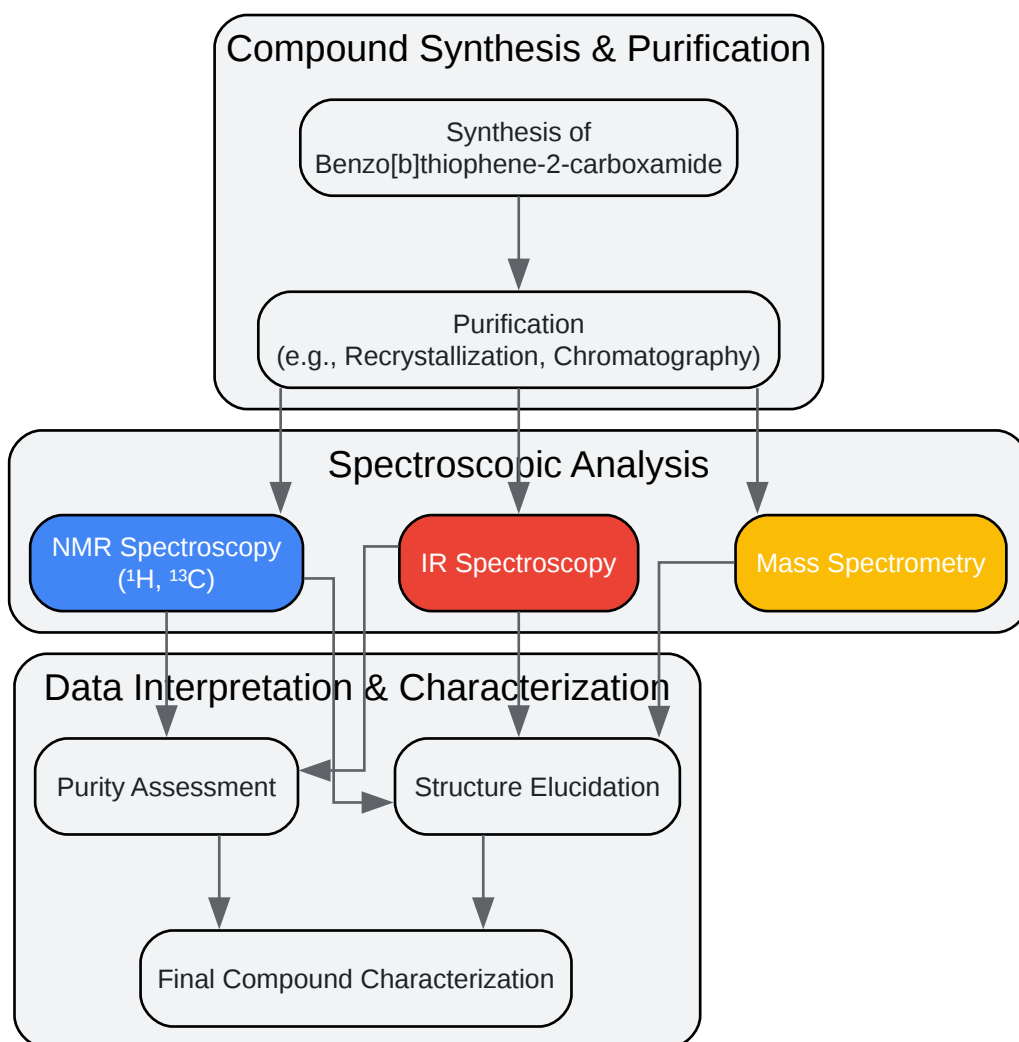 Compound Synthesis & Purification
Synthesis of
Benzo[b]thiophene-2-carboxamide
Purification
(e.g., Recrystallization, Chromatography)
Spectroscopic Analysis
NMR Spectroscopy
(¹H, ¹³C)
IR Spectroscopy
Mass Spectrometry
Data Interpretation & Characterization
Purity Assessment
Structure Elucidation
Final Compound Characterization